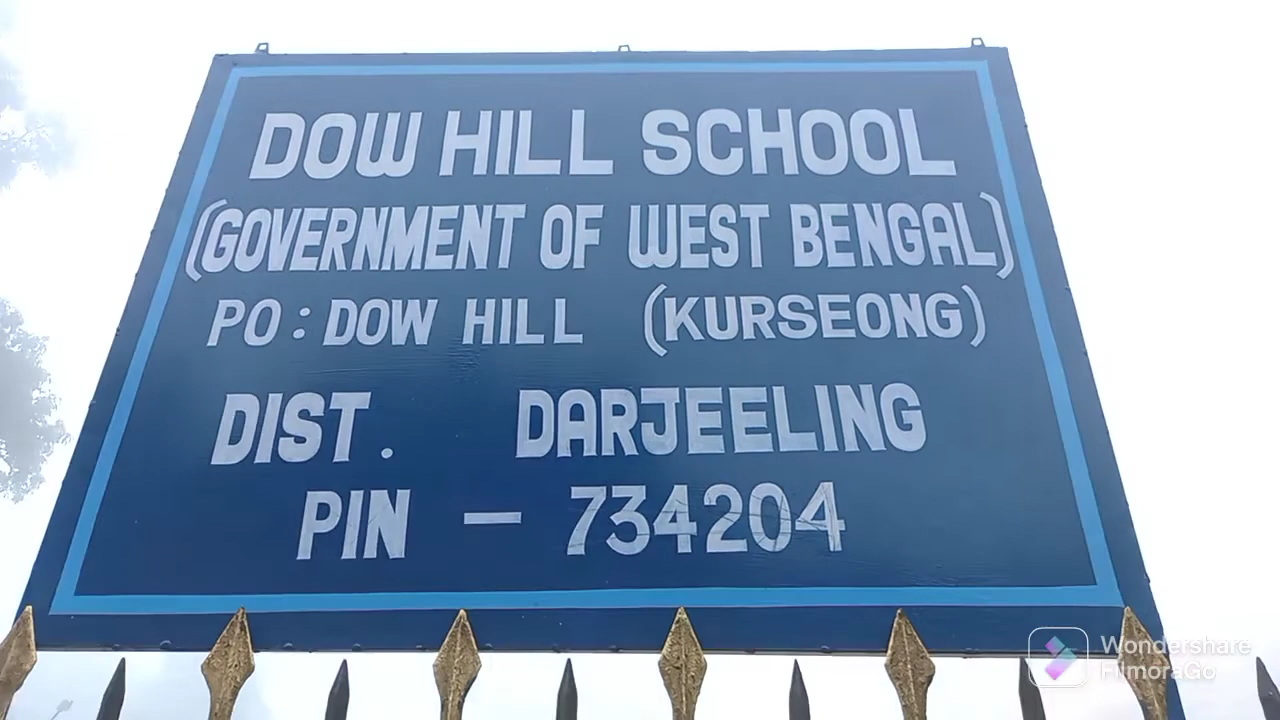 DOW HILL SCHOOL
(GOVERNMENT OF WEST BENGAL)
PO : DOW HILL (KURSEONG)
DIST. DARJEELING
PIN - 734204
Wondershare
FilmoraGo